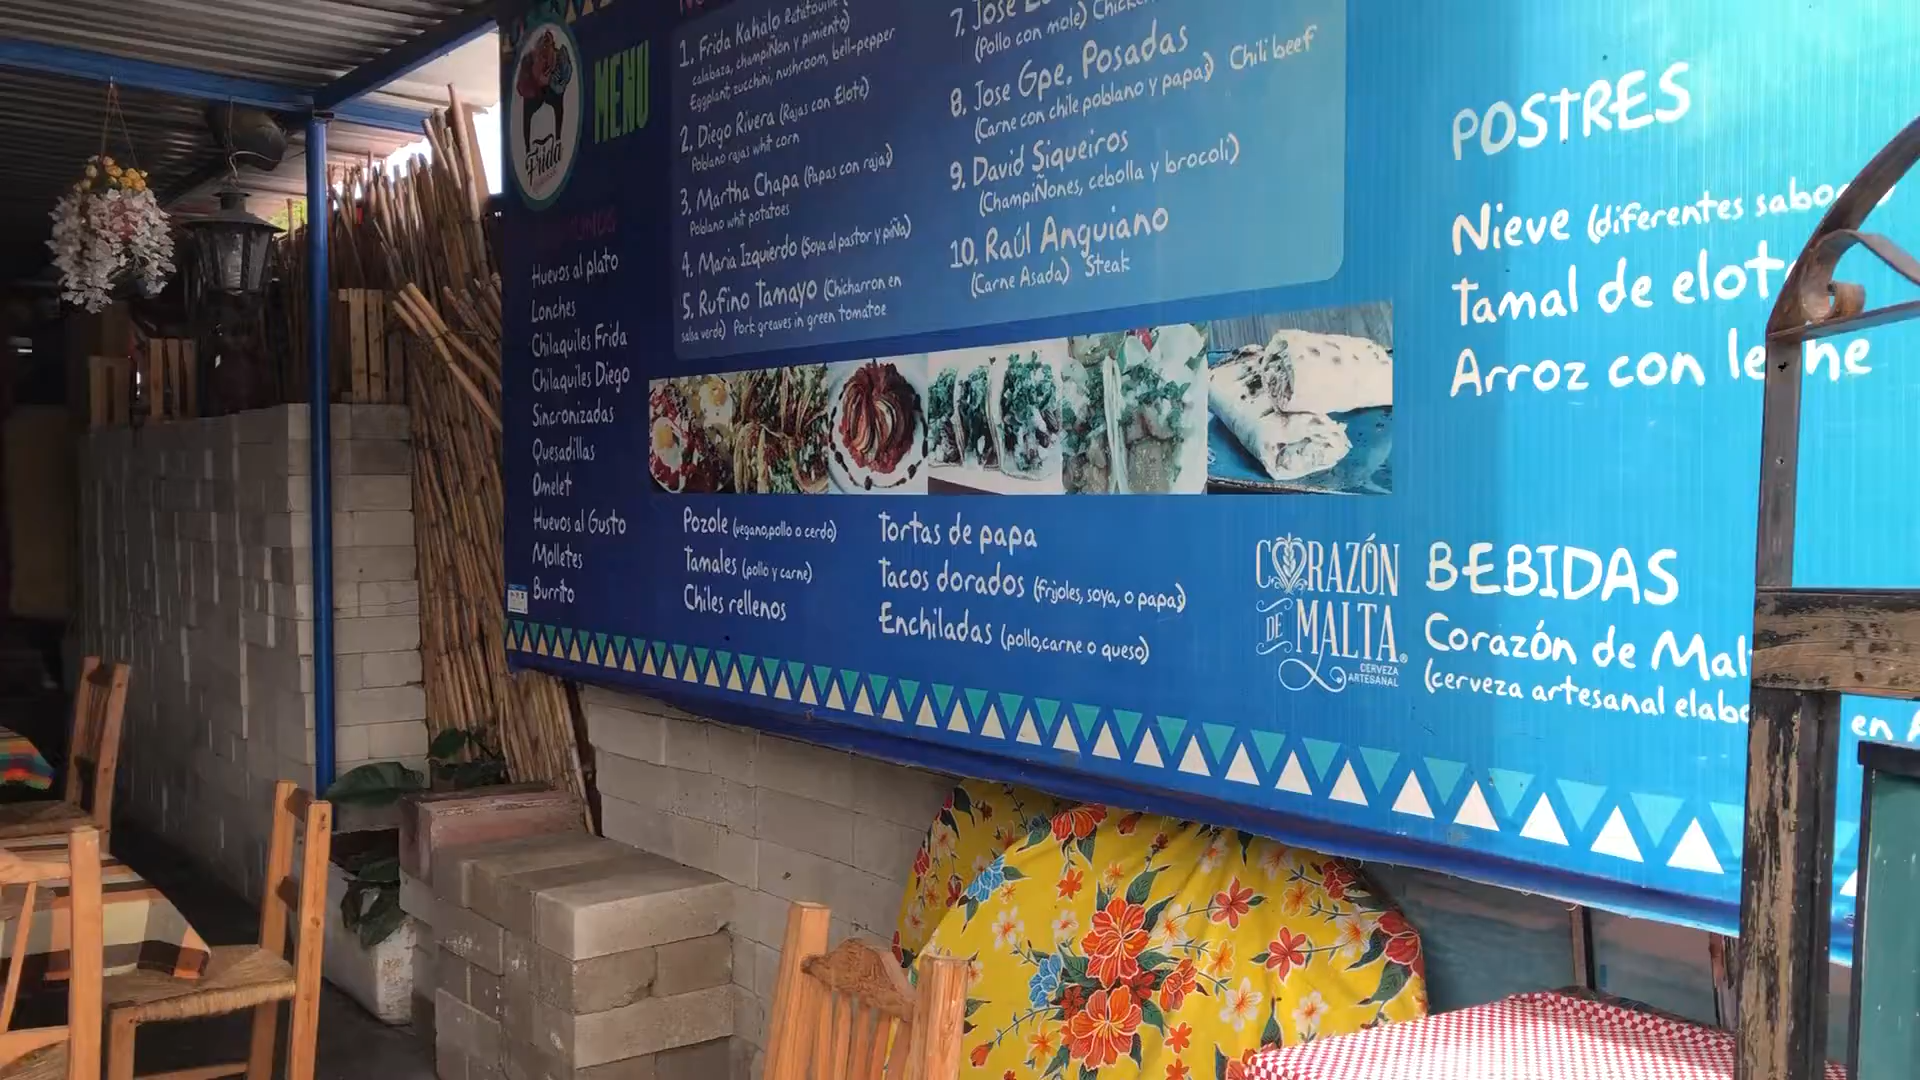 Frida
MENU
Huevos al plato
Lonches
Chilaquiles Frida
Chilaquiles Diego
Sincronizadas
Quesadillas
Omelet
Huevos al Gusto
Molletes
Burrito
1. Frida Kahalo Ratatouille
calabaza, champiÑon y pimiento)
Eggplant, zucchini, nushroom, bell-pepper
2. Diego Rivera (Rajas con Elote)
Poblano rajas whit corn
3. Martha Chapa (Papas con rajas)
Poblano whit potatoes
4. Maria Izquierdo (Soya al pastor y piña)
5. Rufino Tamayo (Chicharron en
salsa verde) Pork greaves in green tomatoe
7. Jose
(Pollo con mole)
8. Jose Gpe. Posadas
(Carne con chile poblano y papas) Chili beef
9. David Siqueiros
(ChampiÑones, cebolla y brocoli)
10. Raúl Anguiano
(Carne Asada) Steak
Pozole (vegano,pollo o cerdo)
Tamales (pollo y carne)
Chiles rellenos
Tortas de papa
Tacos dorados (frijoles, soya, o papas)
Enchiladas (pollo,carne o queso)
POSTRES
Nieve (diferentes
Tamal de
Arroz con
CORAZÓN
DE MALTA®
CERVEZA
ARTESANAL
BEBIDAS
Corazón de
(cerveza artesanal
en